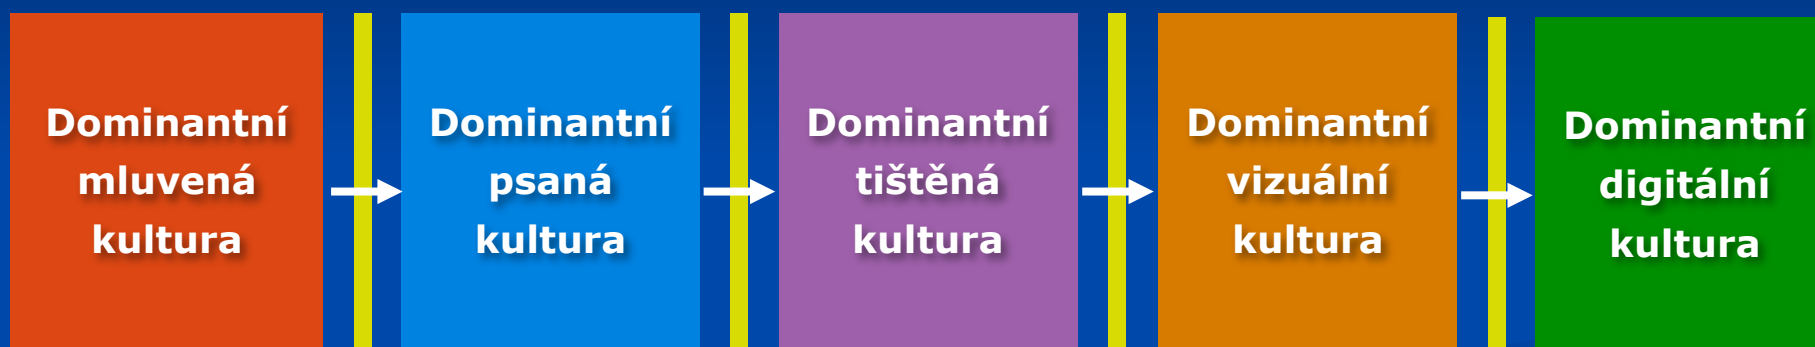 Dominantní
mluvená
kultura
Dominantní
psaná
kultura
Dominantní
tištěná
kultura
Dominantní
vizuální
kultura
Dominantní
digitální
kultura